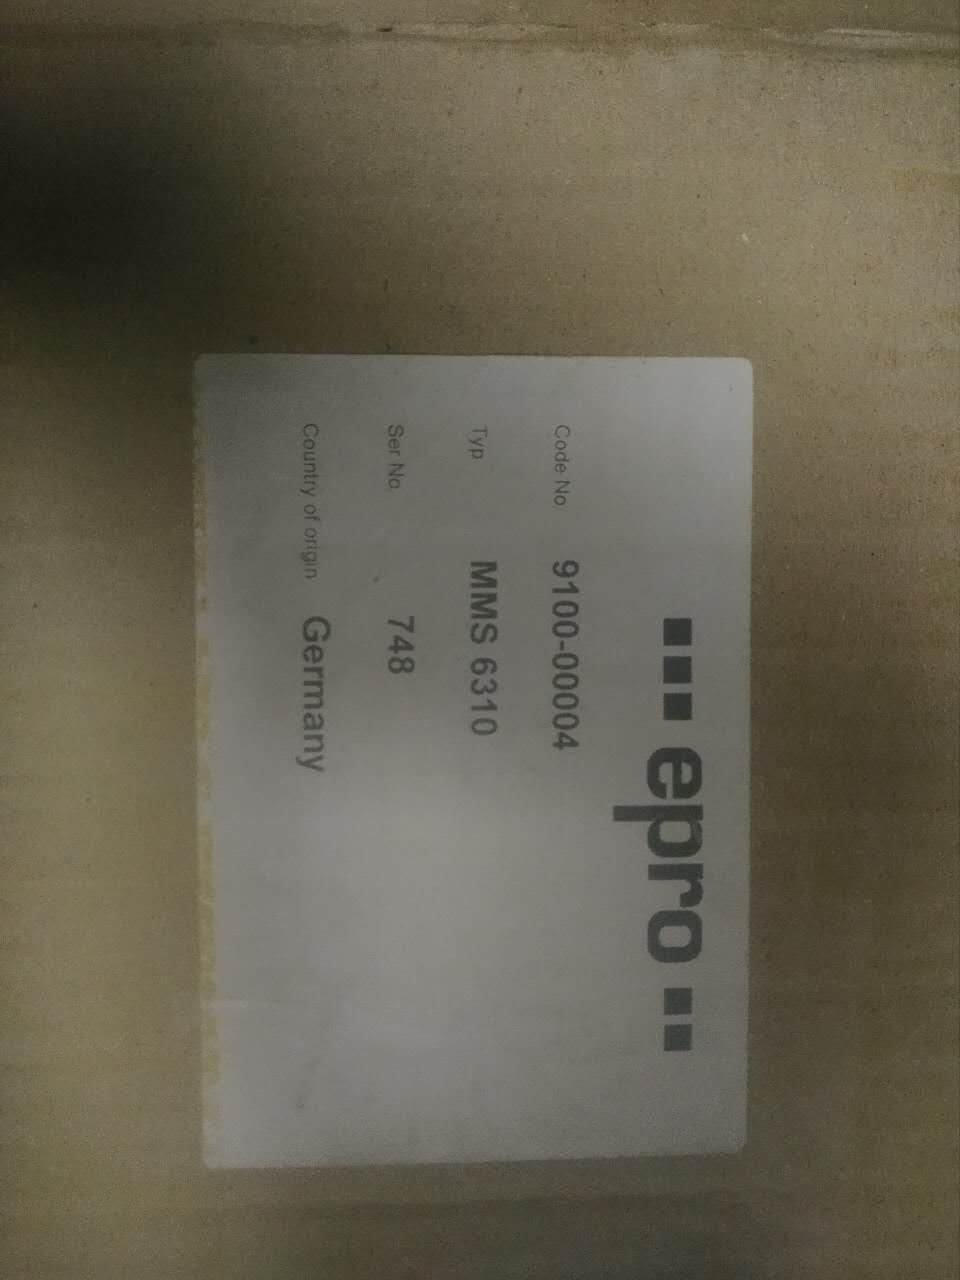 epro
Code No 9100-00004
Typ MMS 6310
Ser No. 748
Country of origin Germany